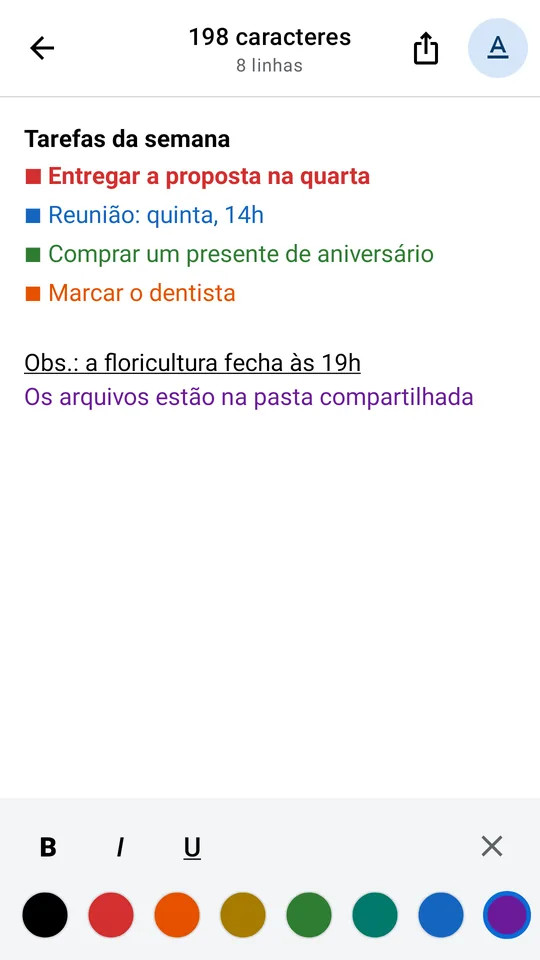 198 caracteres
8 linhas
A
Tarefas da semana
■ Entregar a proposta na quarta
■ Reunião: quinta, 14h
■ Comprar um presente de aniversário
■ Marcar o dentista
Obs.: a floricultura fecha às 19h
Os arquivos estão na pasta compartilhada
B I U